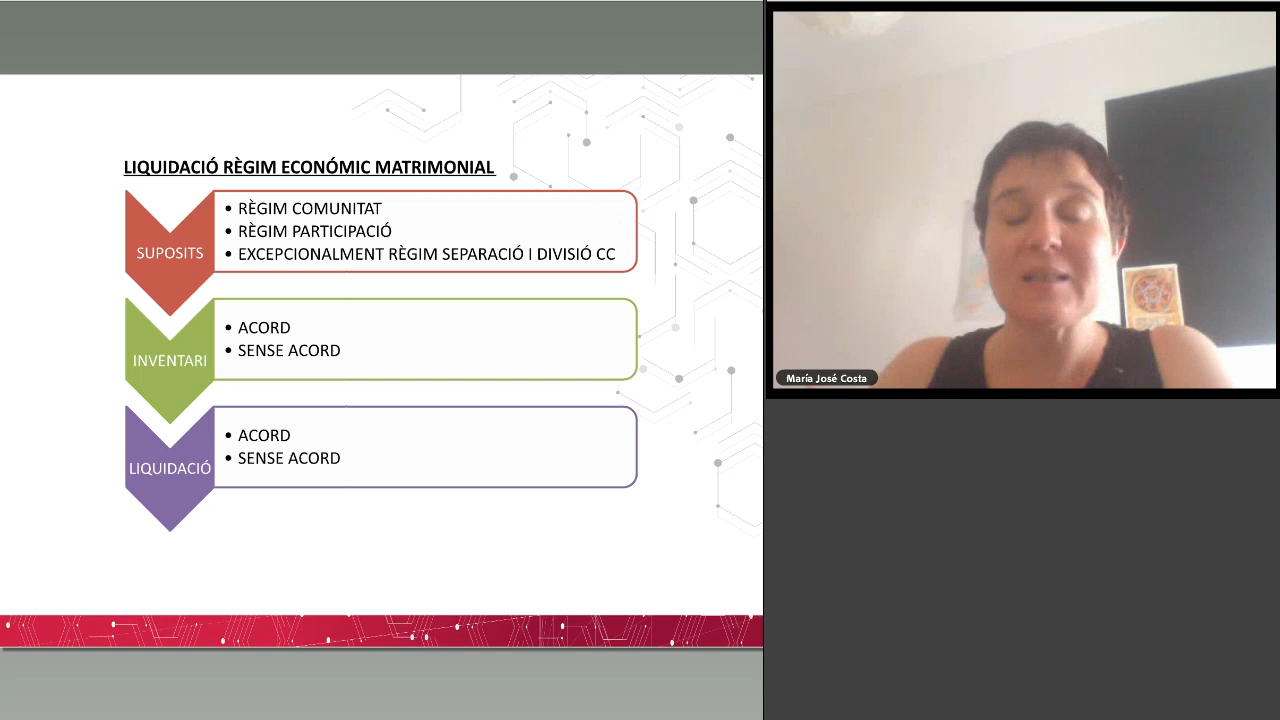 LIQUIDACIÓ RÈGIM ECONÓMIC MATRIMONIAL
SUPOSITS
• RÈGIM COMUNITAT
• RÈGIM PARTICIPACIÓ
• EXCEPCIONALMENT RÈGIM SEPARACIÓ I DIVISIÓ CC
INVENTARI
• ACORD
• SENSE ACORD
LIQUIDACIÓ
• ACORD
• SENSE ACORD
María José Costa